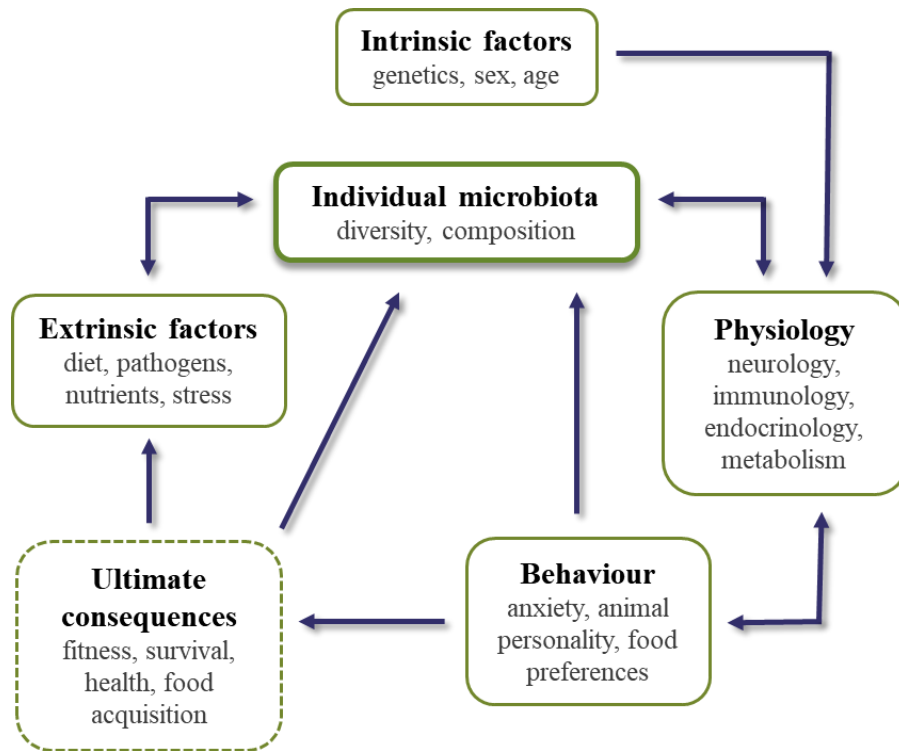 Intrinsic factors
genetics, sex, age
Individual microbiota
diversity, composition
Extrinsic factors
diet, pathogens,
nutrients, stress
Physiology
neurology,
immunology,
endocrinology,
metabolism
Ultimate
consequences
fitness, survival,
health, food
acquisition
Behaviour
anxiety, animal
personality, food
preferences